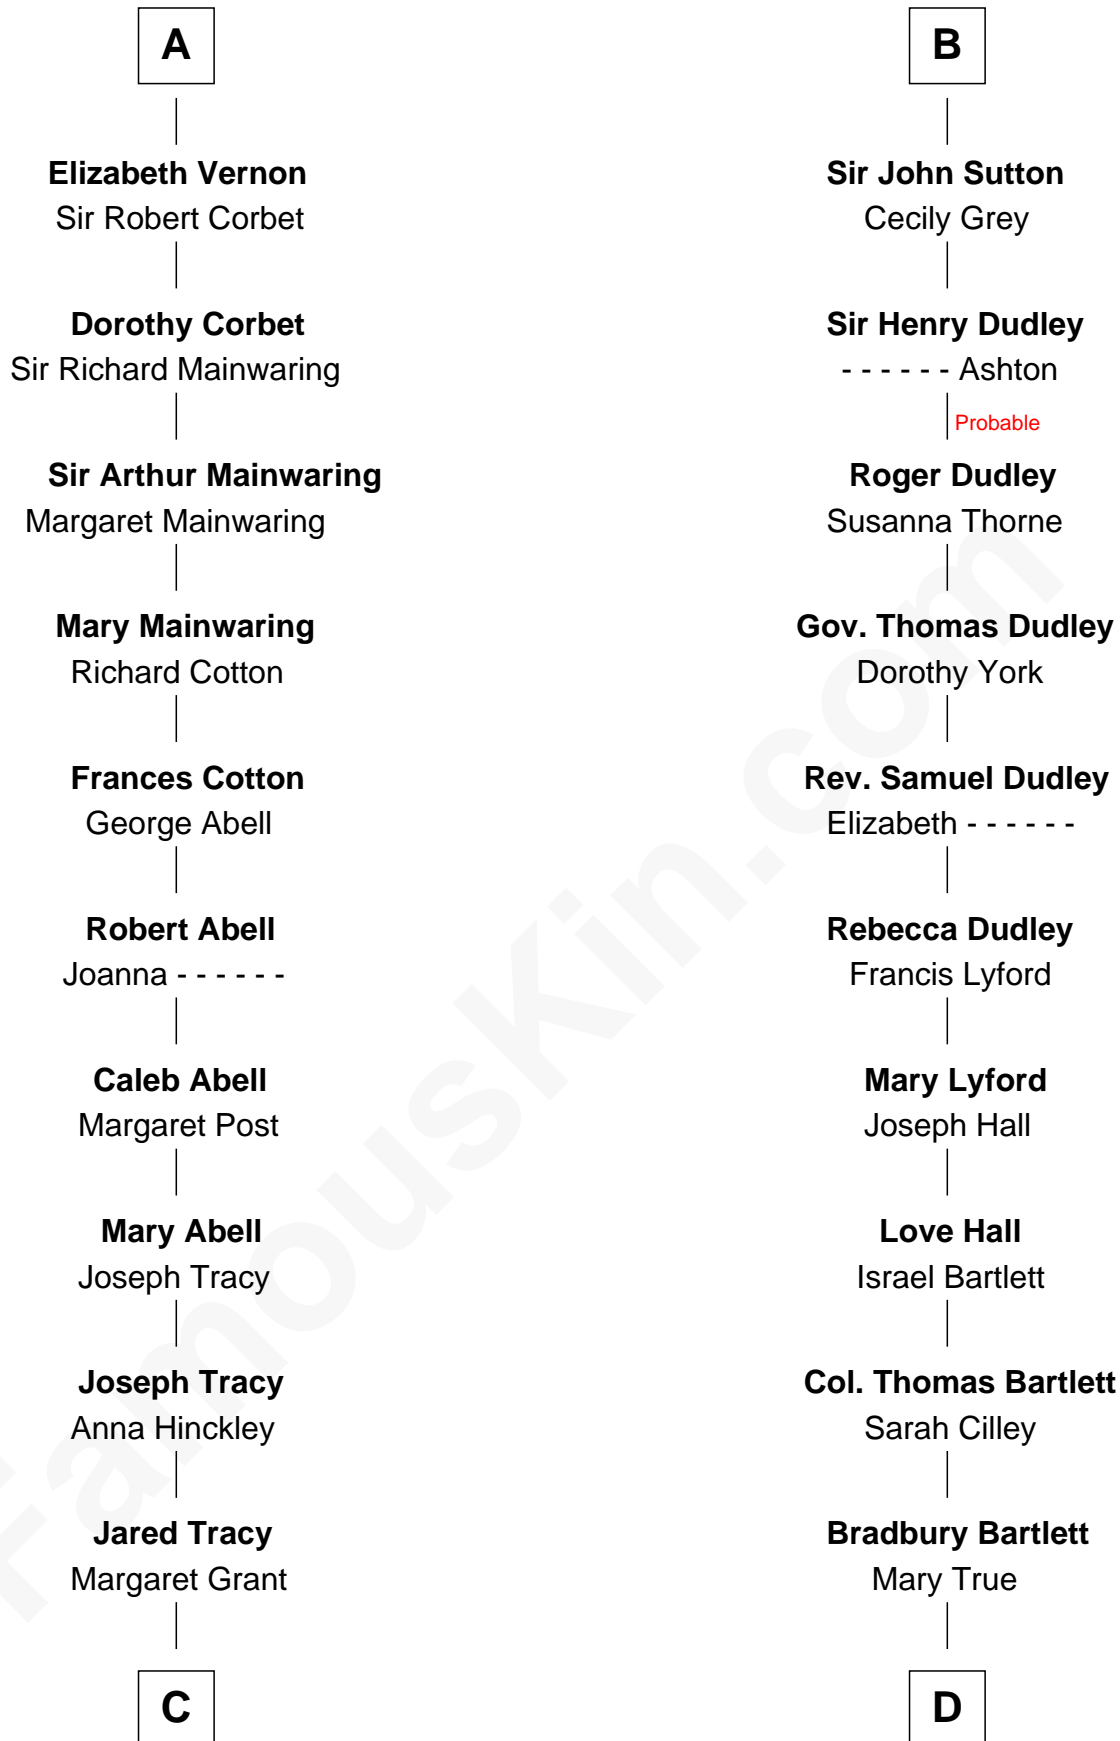 A
Elizabeth Vernon
Sir Robert Corbet
Dorothy Corbet
Sir Richard Mainwaring
Sir Arthur Mainwaring
Margaret Mainwaring
Mary Mainwaring
Richard Cotton
Frances Cotton
George Abell
Robert Abell
Joanna - - - - - -
Caleb Abell
Margaret Post
Mary Abell
Joseph Tracy
Joseph Tracy
Anna Hinckley
Jared Tracy
Margaret Grant
C
B
Sir John Sutton
Cecily Grey
Sir Henry Dudley
- - - - - - Ashton
Probable
Roger Dudley
Susanna Thorne
Gov. Thomas Dudley
Dorothy York
Rev. Samuel Dudley
Elizabeth - - - - - -
Rebecca Dudley
Francis Lyford
Mary Lyford
Joseph Hall
Love Hall
Israel Bartlett
Col. Thomas Bartlett
Sarah Cilley
Bradbury Bartlett
Mary True
D
FamousKin.com